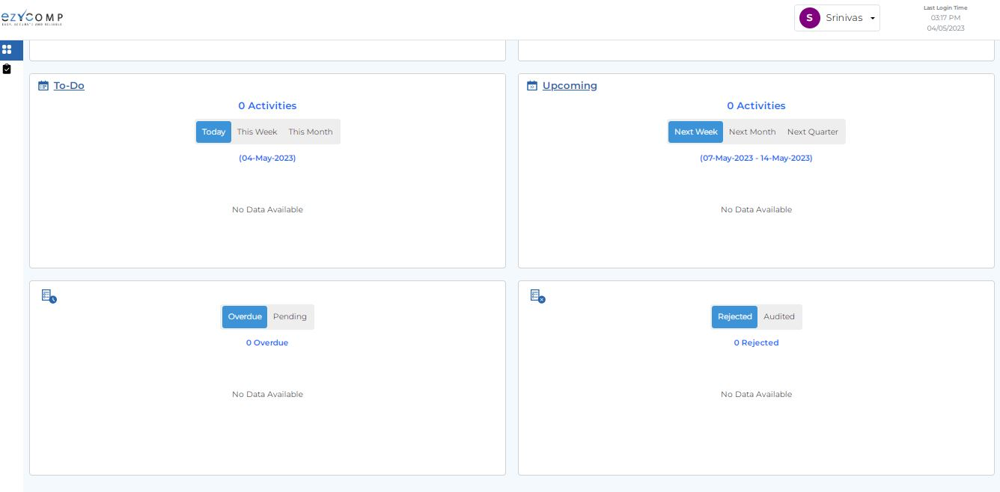 ezycomp
EASY, ACCURATE AND RELIABLE
S Srinivas
Last Login Time
03:17 PM
04/05/2023
To-Do
0 Activities
Today This Week This Month
(04-May-2023)
No Data Available
Upcoming
0 Activities
Next Week Next Month Next Quarter
(07-May-2023 - 14-May-2023)
No Data Available
Overdue Pending
0 Overdue
No Data Available
Rejected Audited
0 Rejected
No Data Available